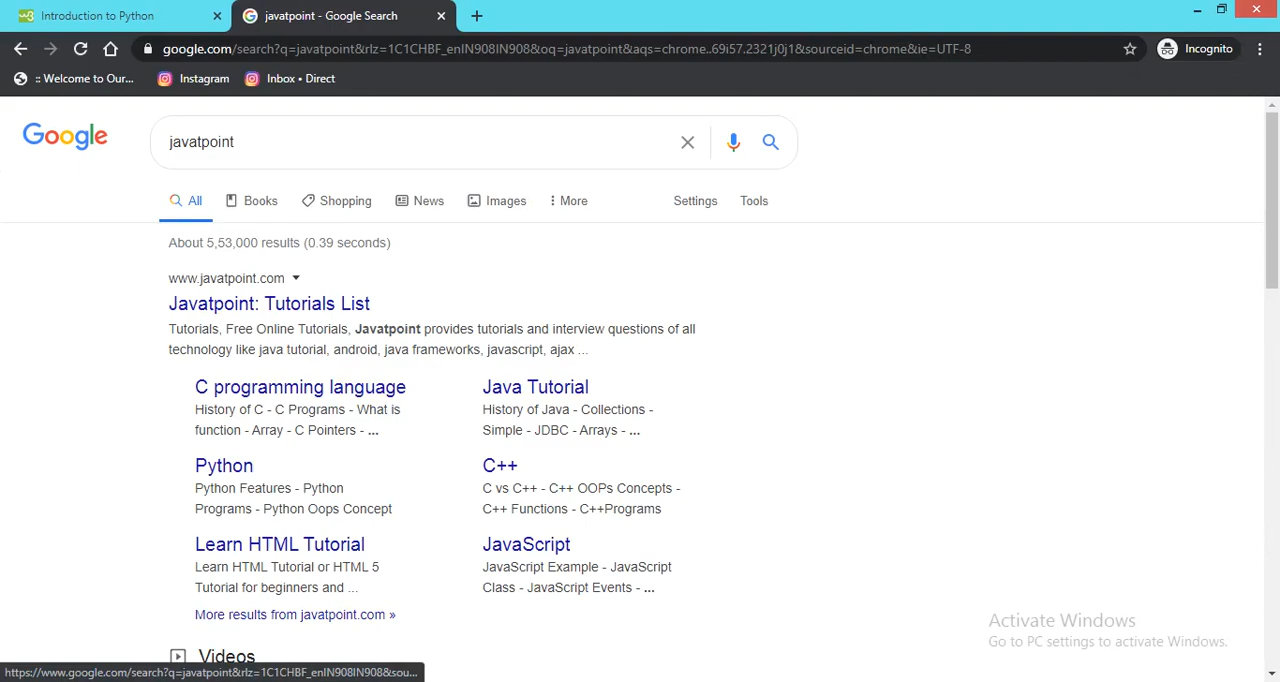 Introduction to Python
javatpoint - Google Search
google.com/search?q=javatpoint&rlz=1C1CHBF_enIN908IN908&oq=javatpoint&aqs=chrome..69i57.2321j0j1&sourceid=chrome&ie=UTF-8
Incognito
:: Welcome to Our...
Instagram
Inbox • Direct
Google
javatpoint
All
Books
Shopping
News
Images
More
Settings
Tools
About 5,53,000 results (0.39 seconds)
www.javatpoint.com
Javatpoint: Tutorials List
Tutorials, Free Online Tutorials, Javatpoint provides tutorials and interview questions of all
technology like java tutorial, android, java frameworks, javascript, ajax ...
C programming language
History of C - C Programs - What is
function - Array - C Pointers - ...
Java Tutorial
History of Java - Collections -
Simple - JDBC - Arrays - ...
Python
Python Features - Python
Programs - Python Oops Concept
C++
C vs C++ - C++ OOPs Concepts -
C++ Functions - C++Programs
Learn HTML Tutorial
Learn HTML Tutorial or HTML 5
Tutorial for beginners and ...
JavaScript
JavaScript Example - JavaScript
Class - JavaScript Events - ...
More results from javatpoint.com »
Videos
Activate Windows
Go to PC settings to activate Windows.
https://www.google.com/search?q=javatpoint&rlz=1C1CHBF_enIN908IN908&sou...